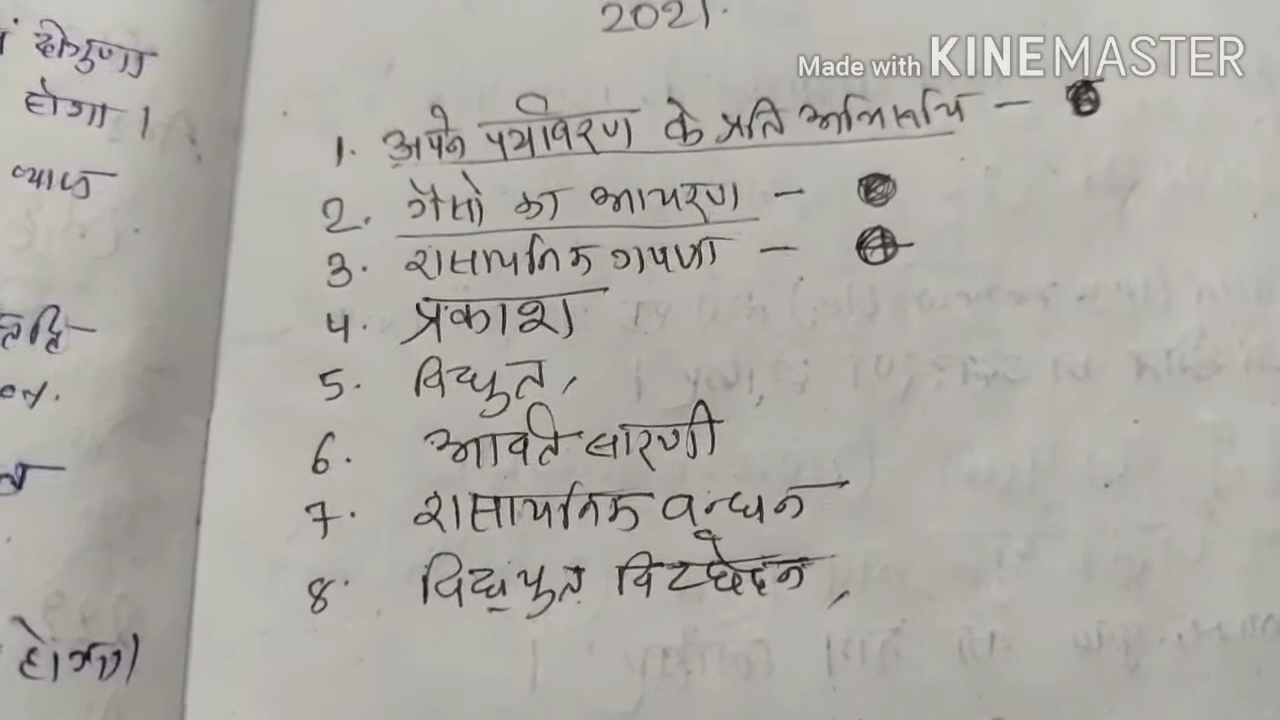 2021.
Made with KINEMASTER
दोगुणा
होगा।
व्यास
1. अपने पर्यावरण के प्रति अभिरुचि -
2. गैसो का आचरण -
3. रासायनिक गणना -
4. प्रकाश
5. विद्युत,
6. आवर्त सारणी
7. रासायनिक बन्धन
8. विद्युत विच्छेदन,